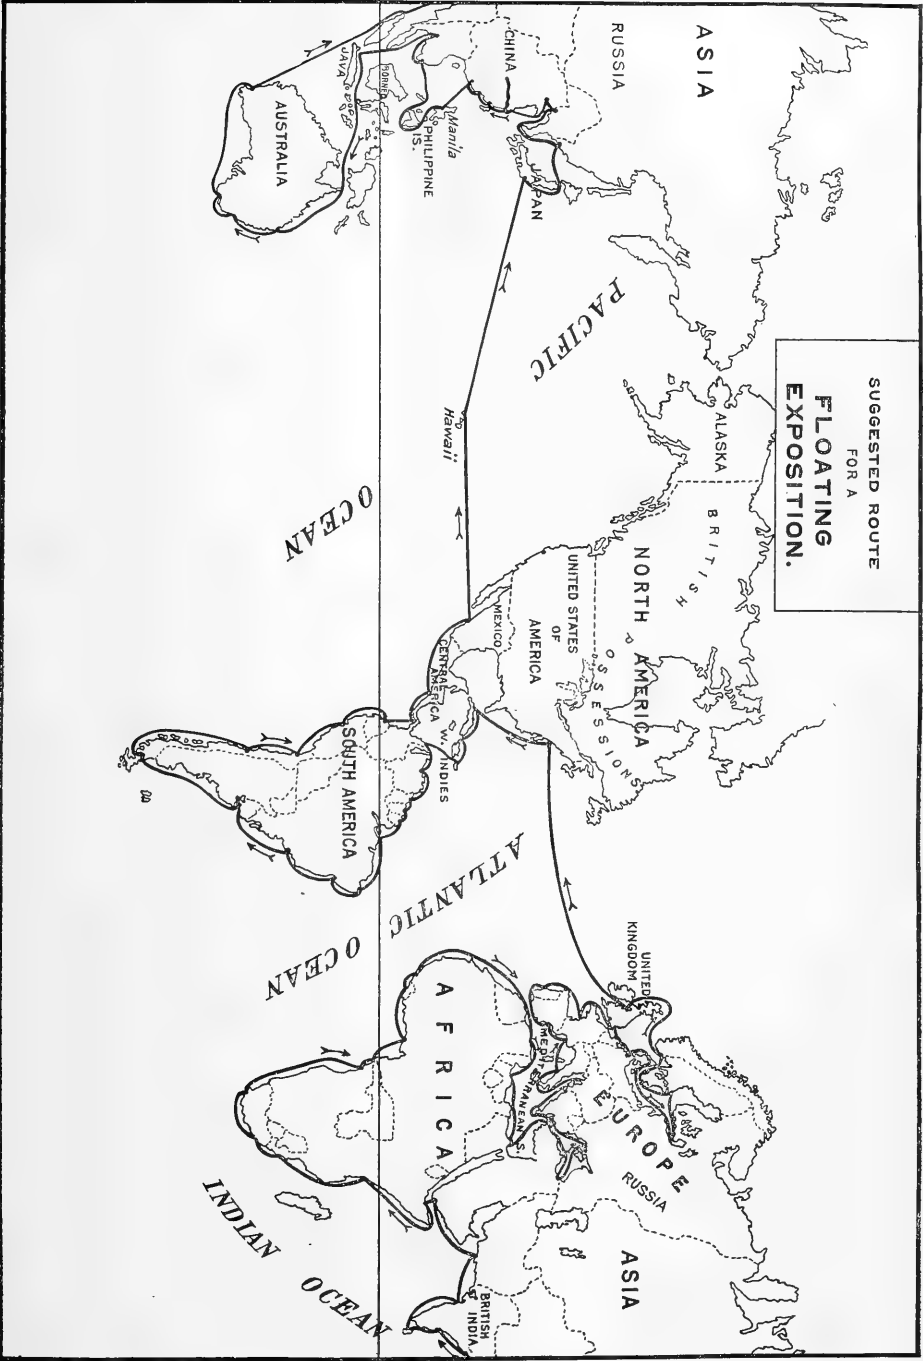 SUGGESTED ROUTE
FOR A
FLOATING
EXPOSITION.
ASIA
RUSSIA
CHINA
JAPAN
Manila
PHILIPPINE
IS.
BORNEO
JAVA
AUSTRALIA
PACIFIC
OCEAN
Hawaii
ALASKA
BRITISH
POSSESSIONS
NORTH AMERICA
UNITED STATES
OF
AMERICA
MEXICO
CENTRAL
AMERICA
W. INDIES
SOUTH AMERICA
ATLANTIC OCEAN
UNITED
KINGDOM
EUROPE
RUSSIA
MEDITERRANEAN S.
AFRICA
ASIA
BRITISH
INDIA
INDIAN OCEAN